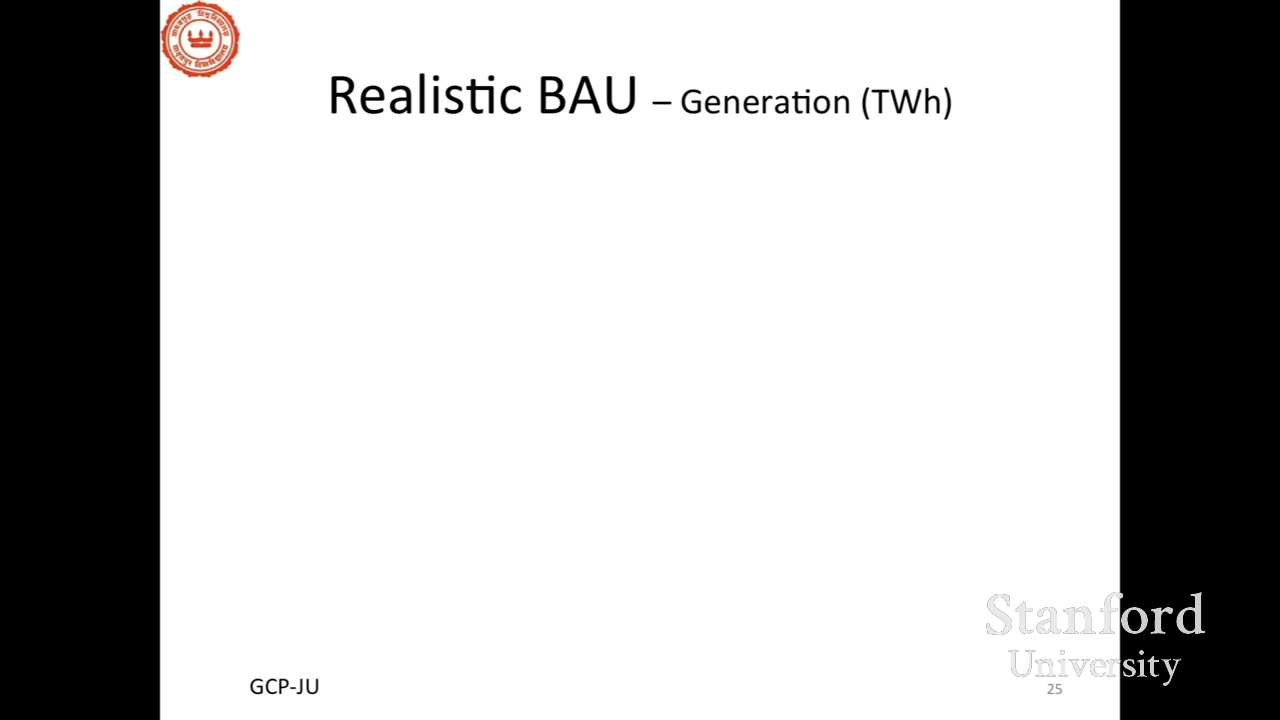 Realistic BAU – Generation (TWh)
Stanford
University
GCP-JU
25